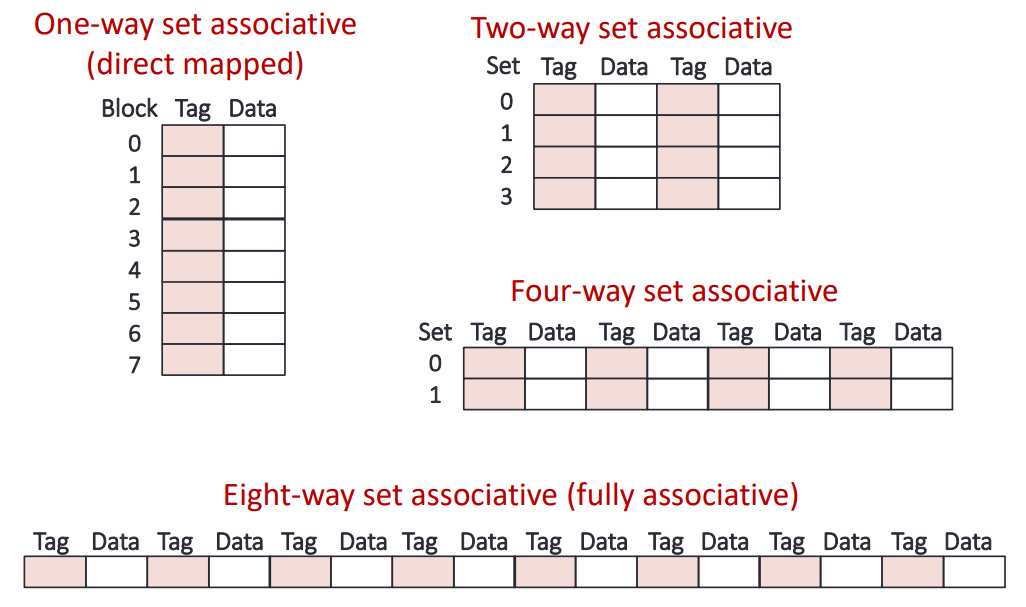 One-way set associative
(direct mapped)
Block Tag Data
0
1
2
3
4
5
6
7
Two-way set associative
Set Tag Data Tag Data
0
1
2
3
Four-way set associative
Set Tag Data Tag Data Tag Data Tag Data
0
1
Eight-way set associative (fully associative)
Tag Data Tag Data Tag Data Tag Data Tag Data Tag Data Tag Data Tag Data